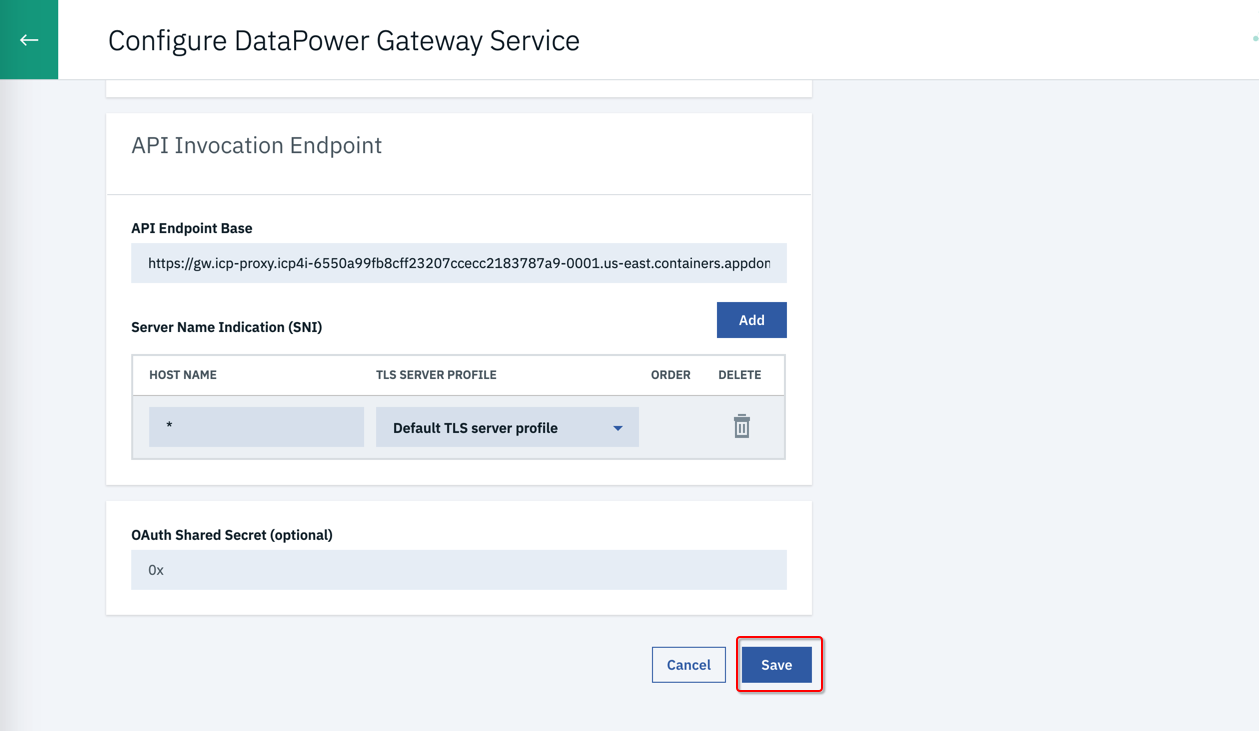 Configure DataPower Gateway Service
API Invocation Endpoint
API Endpoint Base
https://gw.icp-proxy.icp4i-6550a99fb8cff23207ccecc2183787a9-0001.us-east.containers.appdon
Server Name Indication (SNI)
Add
HOST NAME TLS SERVER PROFILE ORDER DELETE
* Default TLS server profile
OAuth Shared Secret (optional)
0x
Cancel Save